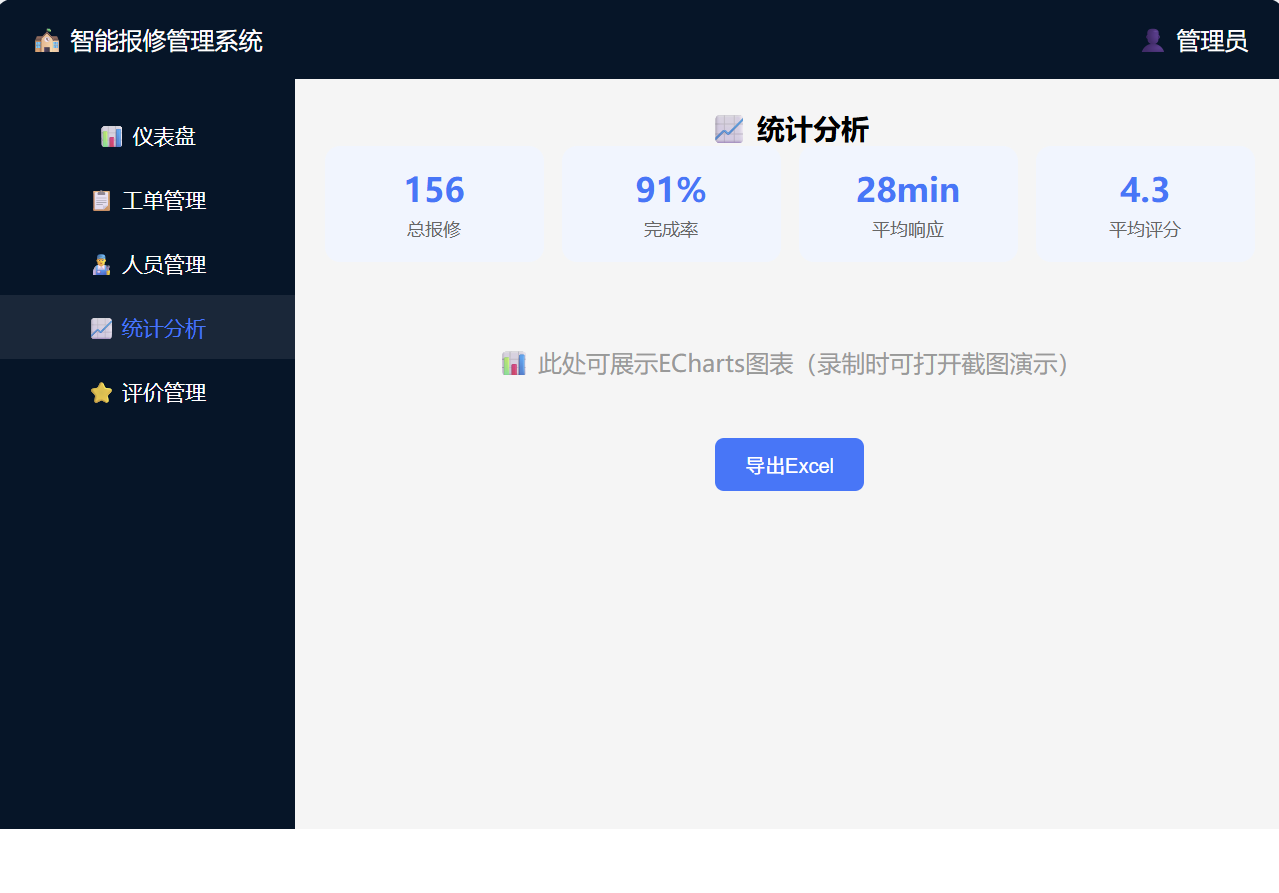 智能报修管理系统
管理员
仪表盘
工单管理
人员管理
统计分析
评价管理
统计分析
156
总报修
91%
完成率
28min
平均响应
4.3
平均评分
此处可展示ECharts图表（录制时可打开截图演示）
导出Excel